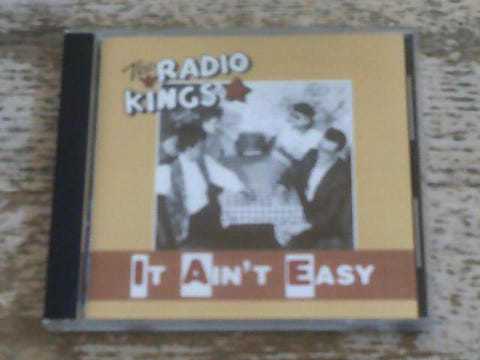 The RADIO
KINGS
IT AIN'T EASY